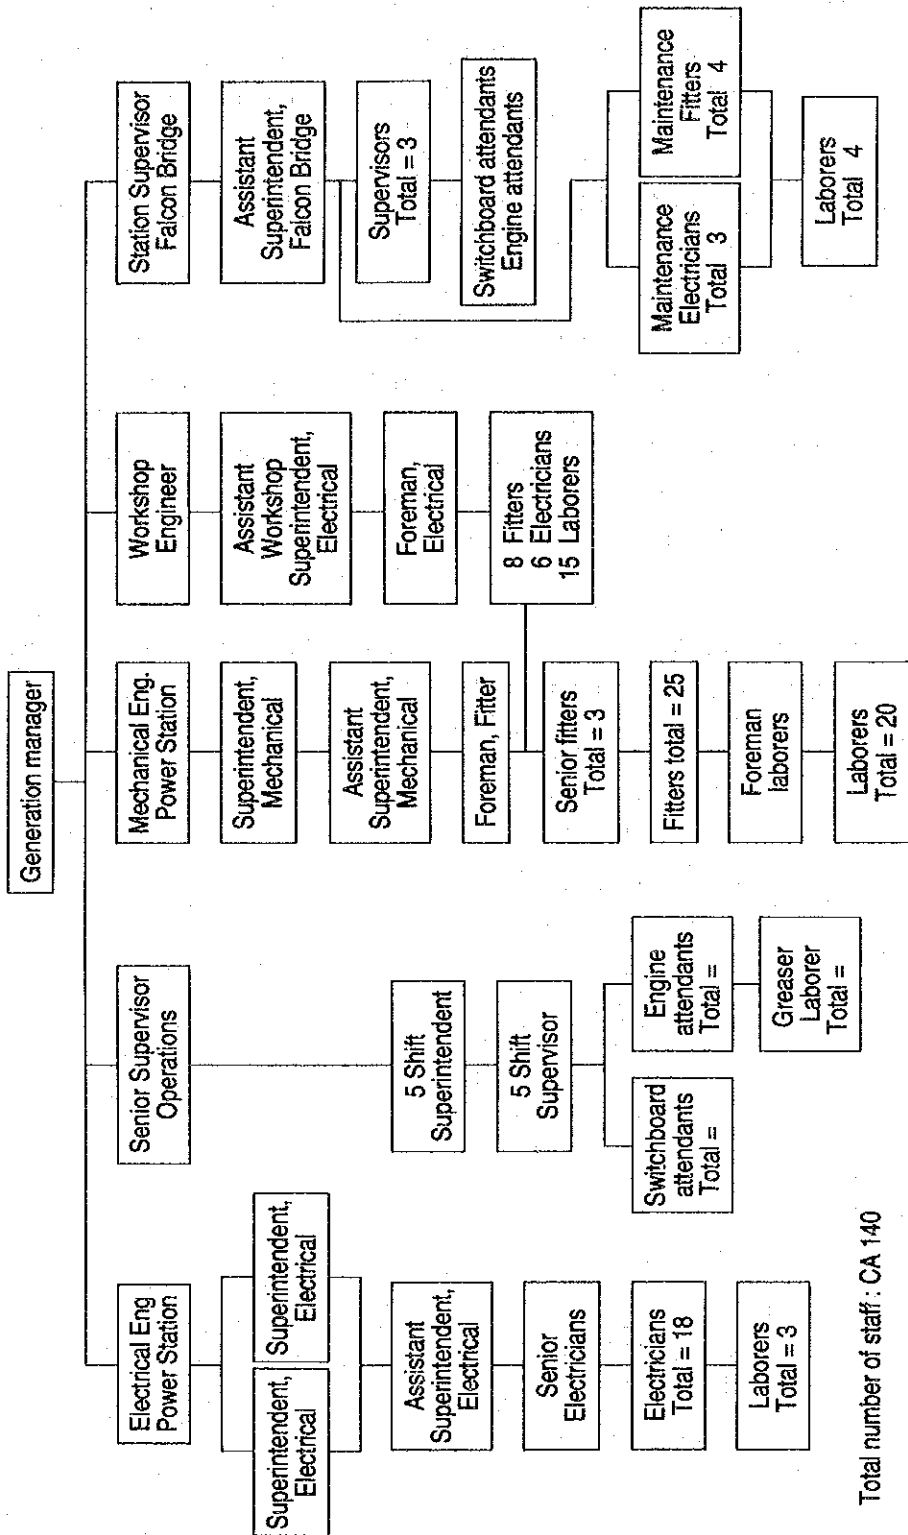 Generation manager
Electrical Eng
Power Station
Superintendent,
Electrical
Superintendent,
Electrical
Assistant
Superintendent,
Electrical
Senior
Electricians
Electricians
Total = 18
Laborers
Total = 3
Senior Supervisor
Operations
5 Shift
Superintendent
5 Shift
Supervisor
Switchboard
attendants
Total =
Engine
attendants
Total =
Greaser
Laborer
Total =
Mechanical Eng.
Power Station
Superintendent,
Mechanical
Assistant
Superintendent,
Mechanical
Foreman, Fitter
Senior fitters
Total = 3
Fitters total = 25
Foreman
laborers
Laborers
Total = 20
Workshop
Engineer
Assistant
Workshop
Superintendent,
Electrical
Foreman,
Electrical
8 Fitters
6 Electricians
15 Laborers
Station Supervisor
Falcon Bridge
Assistant
Superintendent,
Falcon Bridge
Supervisors
Total = 3
Switchboard attendants
Engine attendants
Maintenance
Electricians
Total 3
Maintenance
Fitters
Total 4
Laborers
Total 4
Total number of staff : CA 140